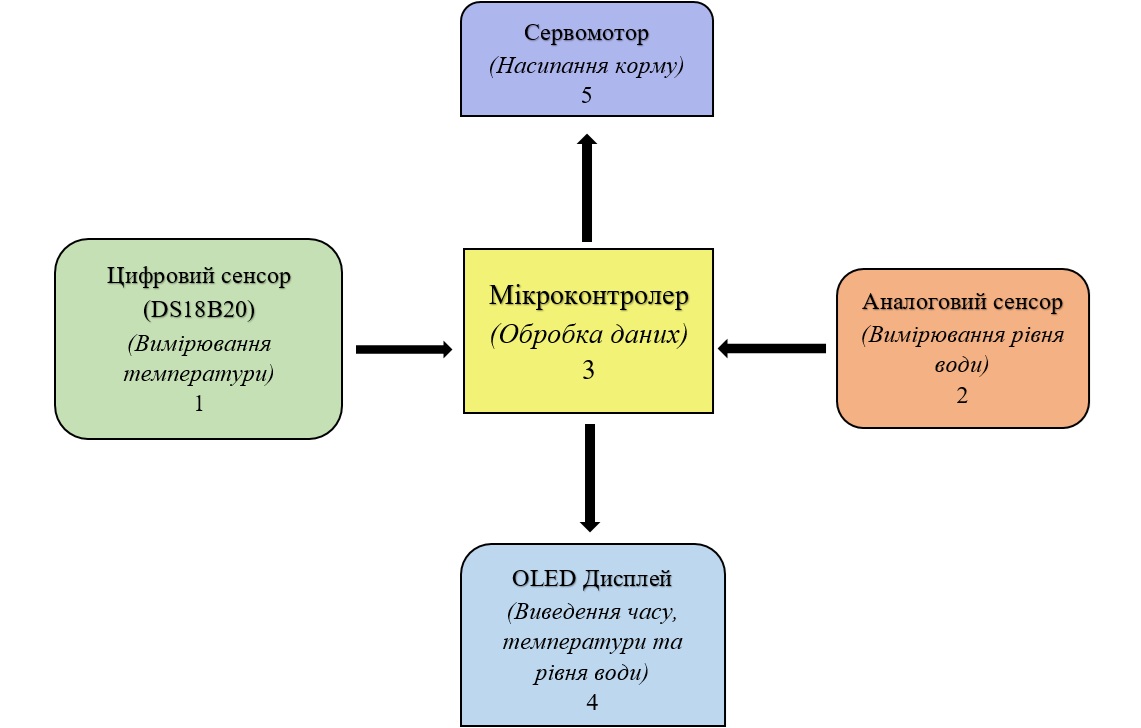 Сервомотор
(Насипання корму)
5
Цифровий сенсор
(DS18B20)
(Вимірювання
температури)
1
Мікроконтролер
(Обробка даних)
3
Аналоговий сенсор
(Вимірювання рівня
води)
2
OLED Дисплей
(Виведення часу,
температури та
рівня води)
4